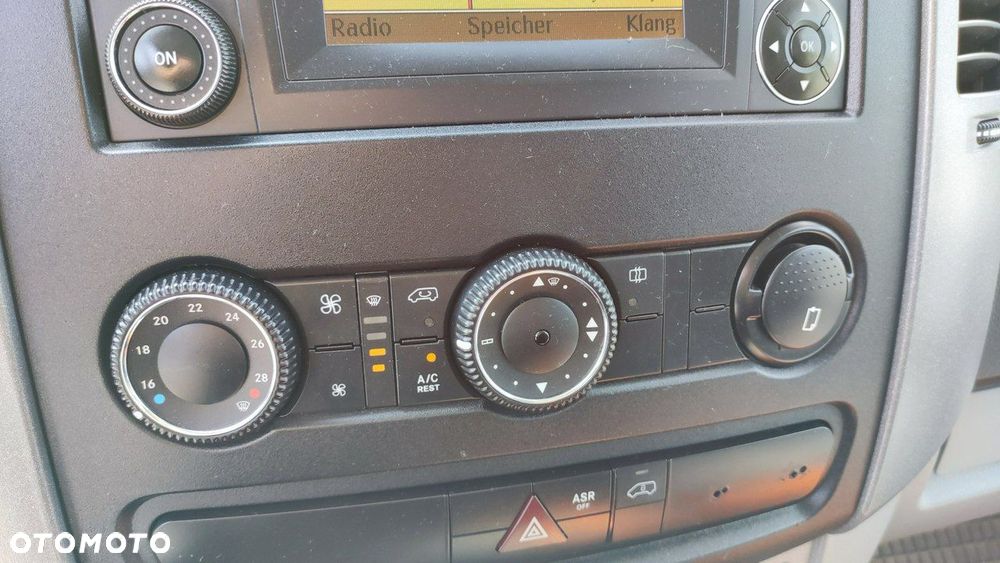 Radio Speicher Klang
ON
OK
22
20 24
18 26
16 28
A/C
REST
ASR
OFF
OTOMOTO